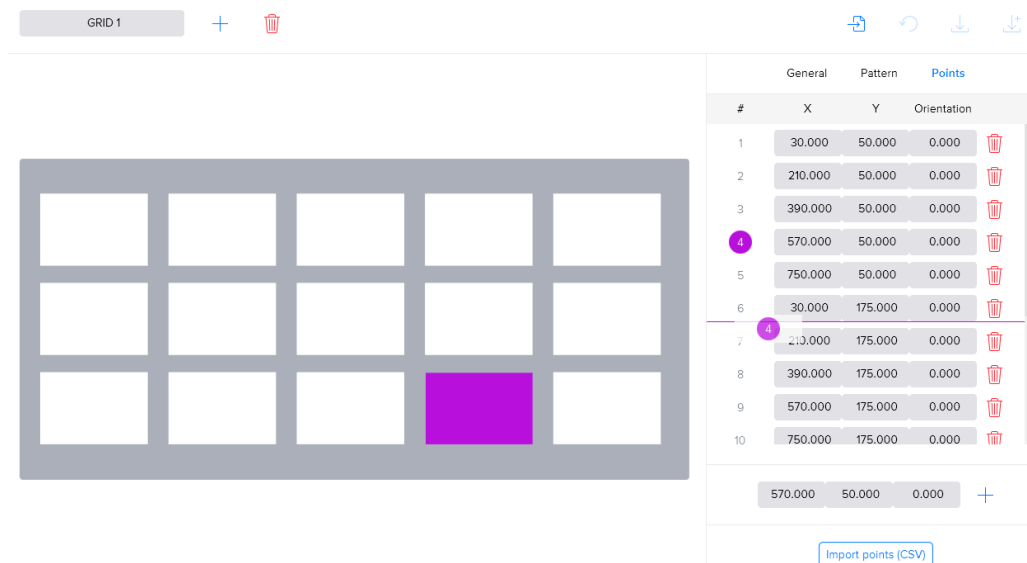 GRID 1
General Pattern Points
# X Y Orientation
1 30.000 50.000 0.000
2 210.000 50.000 0.000
3 390.000 50.000 0.000
4 570.000 50.000 0.000
5 750.000 50.000 0.000
6 30.000 175.000 0.000
4
7 210.000 175.000 0.000
8 390.000 175.000 0.000
9 570.000 175.000 0.000
10 750.000 175.000 0.000
570.000 50.000 0.000
Import points (CSV)